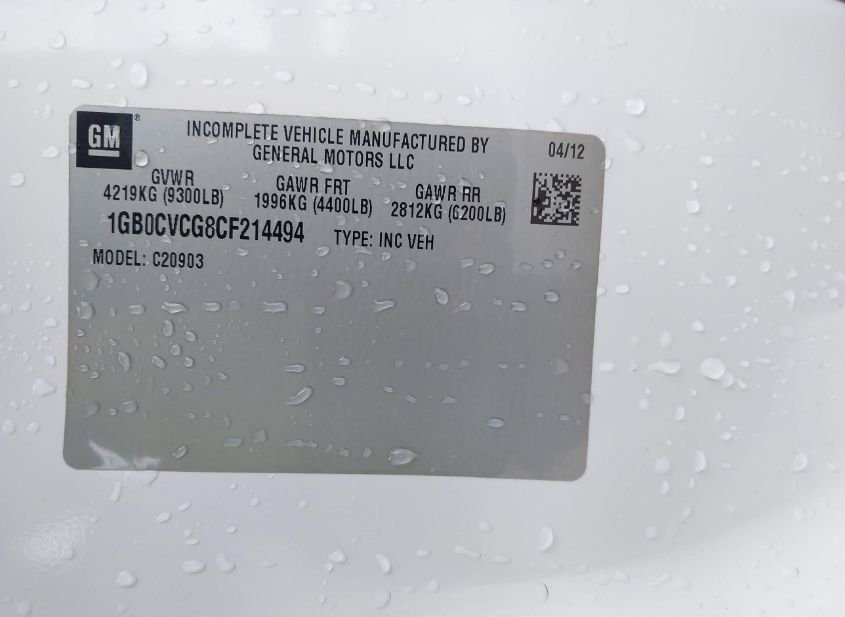 GM®
INCOMPLETE VEHICLE MANUFACTURED BY
GENERAL MOTORS LLC
04/12
GVWR
4219KG (9300LB)
GAWR FRT
1996KG (4400LB)
GAWR RR
2812KG (6200LB)
1GB0CVCG8CF214494
TYPE: INC VEH
MODEL: C20903